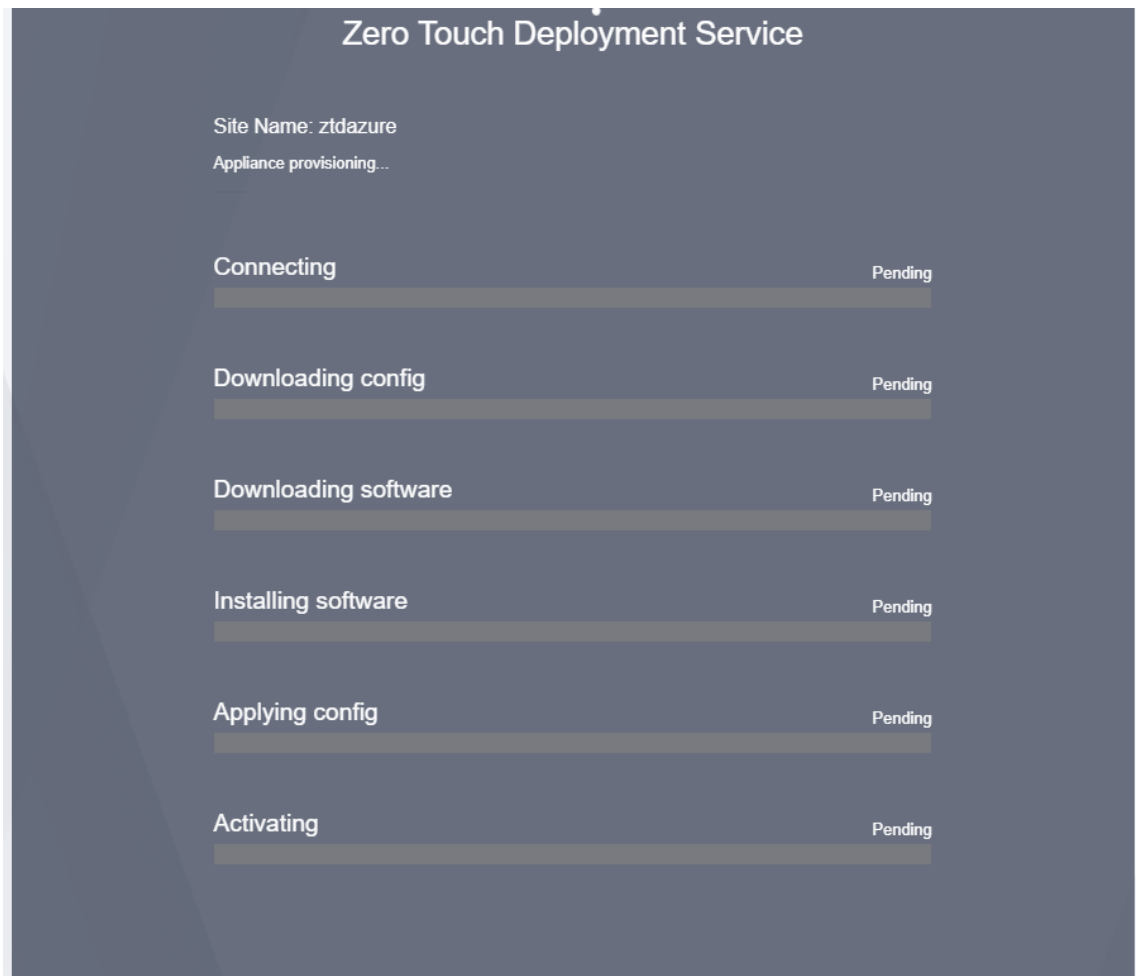 Zero Touch Deployment Service
Site Name: ztdazure
Appliance provisioning...
Connecting
Pending
Downloading config
Pending
Downloading software
Pending
Installing software
Pending
Applying config
Pending
Activating
Pending